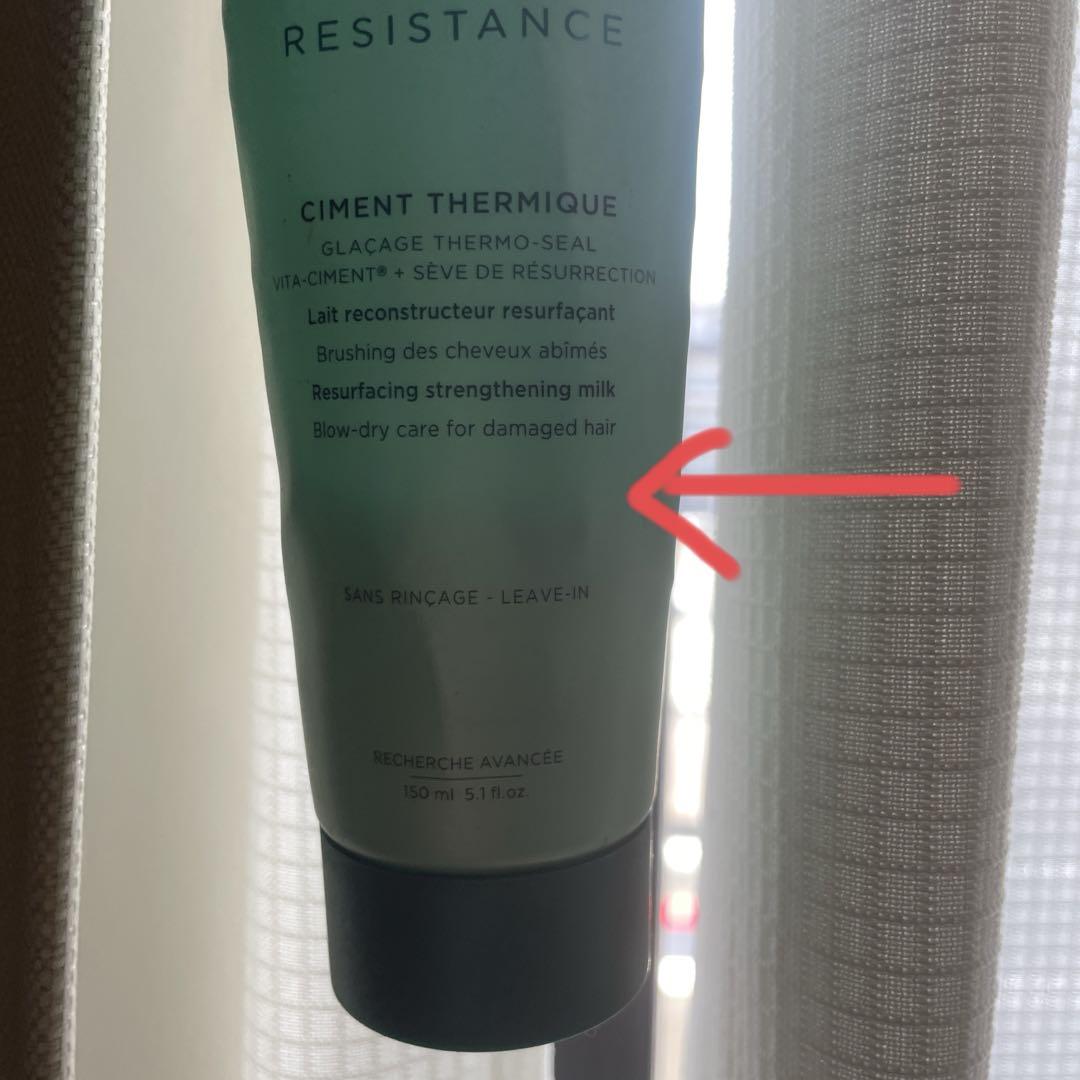 RESISTANCE
CIMENT THERMIQUE
GLAÇAGE THERMO-SEAL
VITA-CIMENT® + SÈVE DE RÉSURRECTION
Lait reconstructeur resurfaçant
Brushing des cheveux abîmés
Resurfacing strengthening milk
Blow-dry care for damaged hair
SANS RINÇAGE - LEAVE-IN
RECHERCHE AVANCÉE
150 ml 5.1 fl.oz.